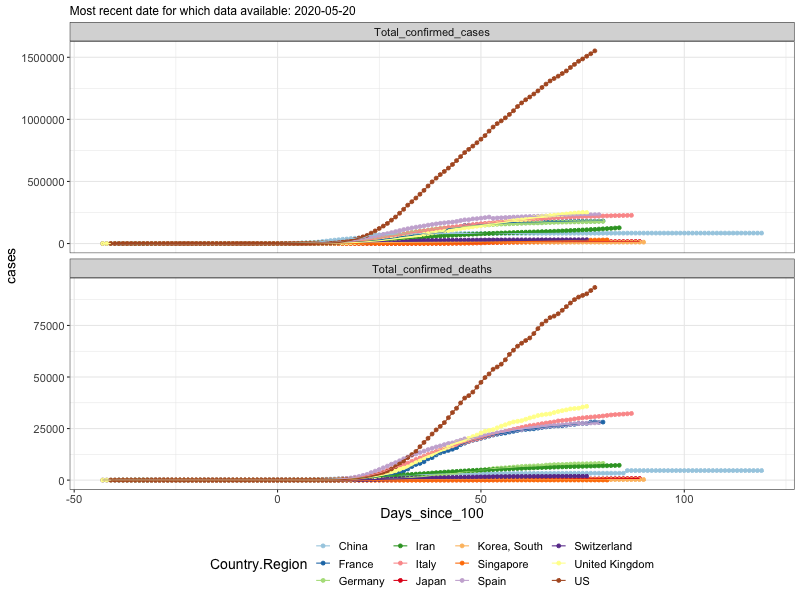 Most recent date for which data available: 2020-05-20
Total_confirmed_cases
1500000
1000000
500000
0
Total_confirmed_deaths
75000
50000
25000
0
cases
-50 0 50 100
Days_since_100
Country.Region
China Iran Korea, South Switzerland
France Italy Singapore United Kingdom
Germany Japan Spain US